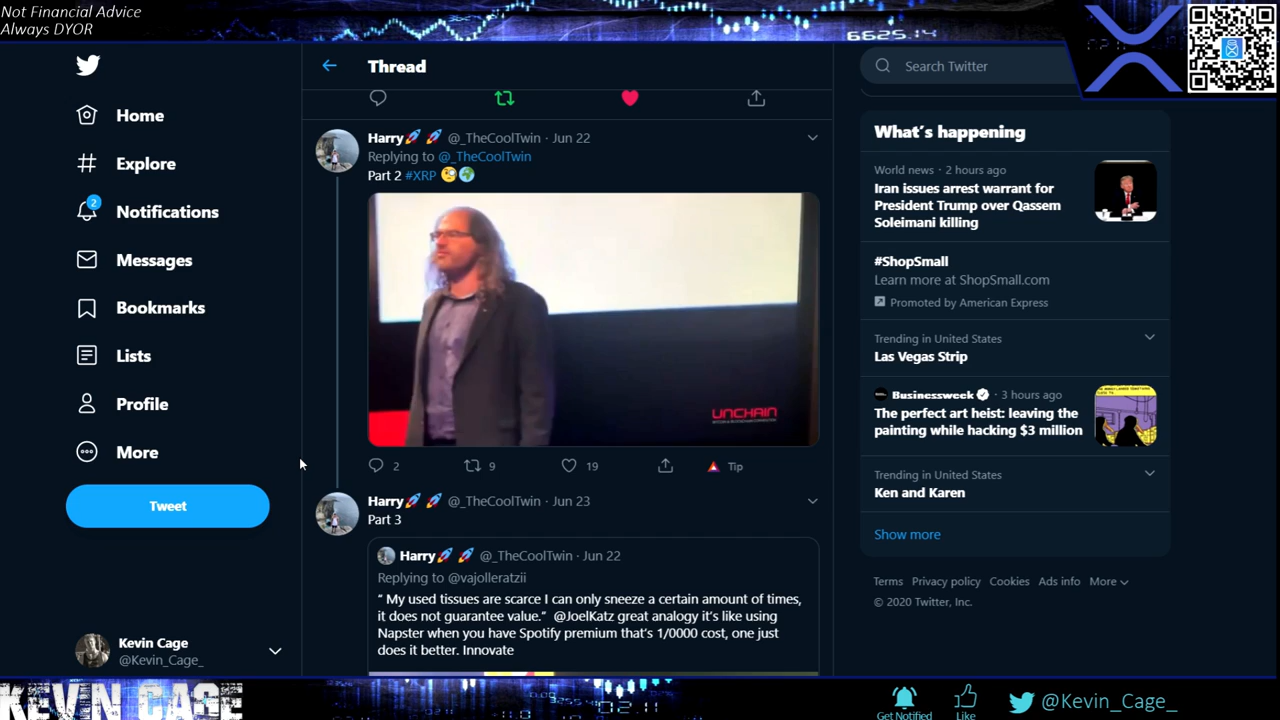 Not Financial Advice
Always DYOR
6625.14
Thread
Search Twitter
Home
Explore
2
Notifications
Messages
Bookmarks
Lists
Profile
More
Tweet
Kevin Cage
@Kevin_Cage_
Harry🚀 🚀 @_TheCoolTwin · Jun 22
Replying to @_TheCoolTwin
Part 2 #XRP 🧐🌍
UNCHAIN
2 9 19 Tip
Harry🚀 🚀 @_TheCoolTwin · Jun 23
Part 3
Harry🚀 🚀 @_TheCoolTwin · Jun 22
Replying to @vajolleratzii
“ My used tissues are scarce I can only sneeze a certain amount of times,
it does not guarantee value.” @JoelKatz great analogy it’s like using
Napster when you have Spotify premium that’s 1/0000 cost, one just
does it better. Innovate
What’s happening
World news · 2 hours ago
Iran issues arrest warrant for
President Trump over Qassem
Soleimani killing
#ShopSmall
Learn more at ShopSmall.com
Promoted by American Express
Trending in United States
Las Vegas Strip
Businessweek · 3 hours ago
The perfect art heist: leaving the
painting while hacking $3 million
Trending in United States
Ken and Karen
Show more
Terms Privacy policy Cookies Ads info More
© 2020 Twitter, Inc.
KEVIN CAGE
Get Notified
Like
@Kevin_Cage_